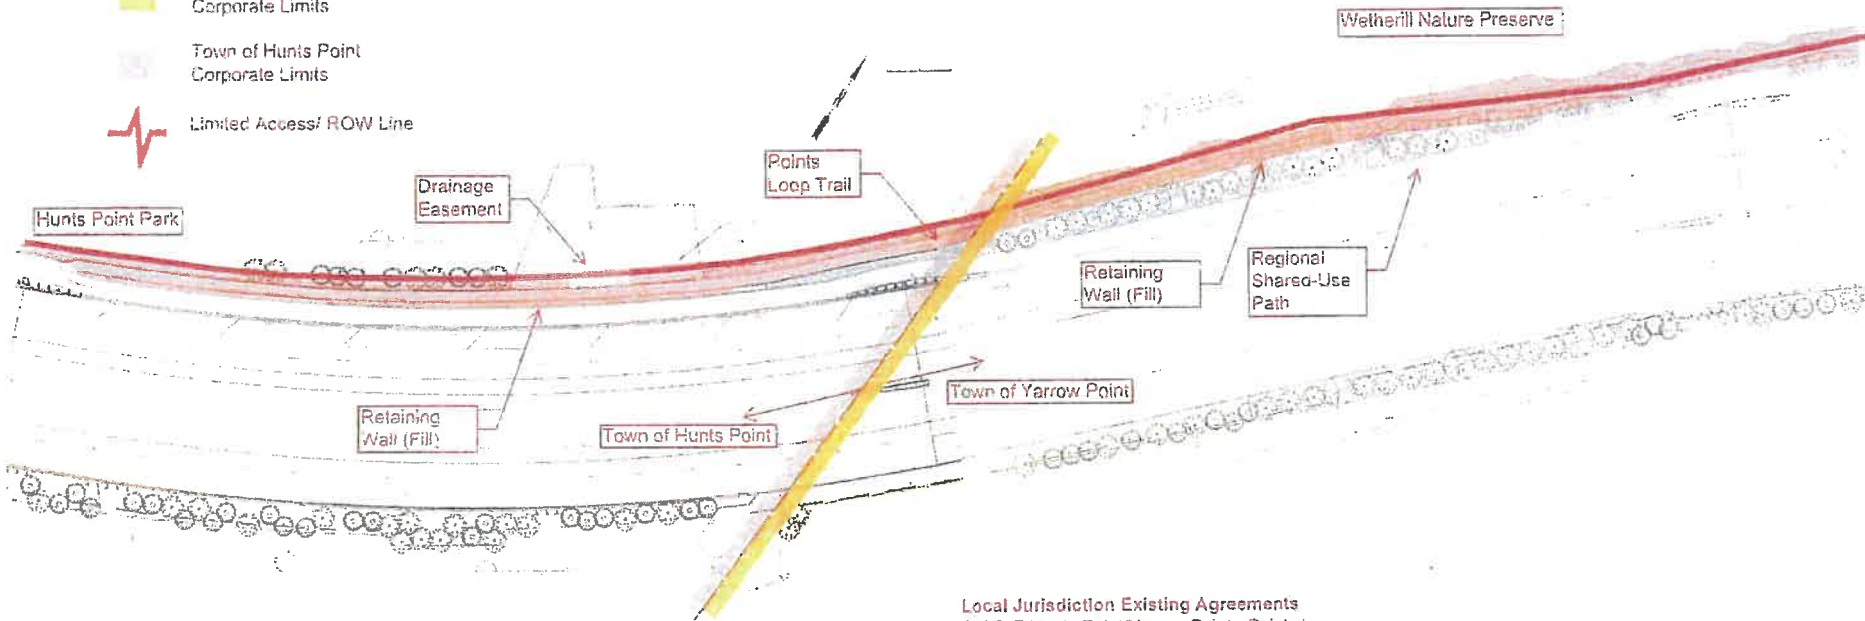 Corporate Limits
Town of Hunts Point
Corporate Limits
Limited Access/ ROW Line
Wetherill Nature Preserve
Points
Loop Trail
Drainage
Easement
Hunts Point Park
Retaining
Wall (Fill)
Regional
Shared-Use
Path
Town of Yarrow Point
Retaining
Wall (Fill)
Town of Hunts Point
Local Jurisdiction Existing Agreements